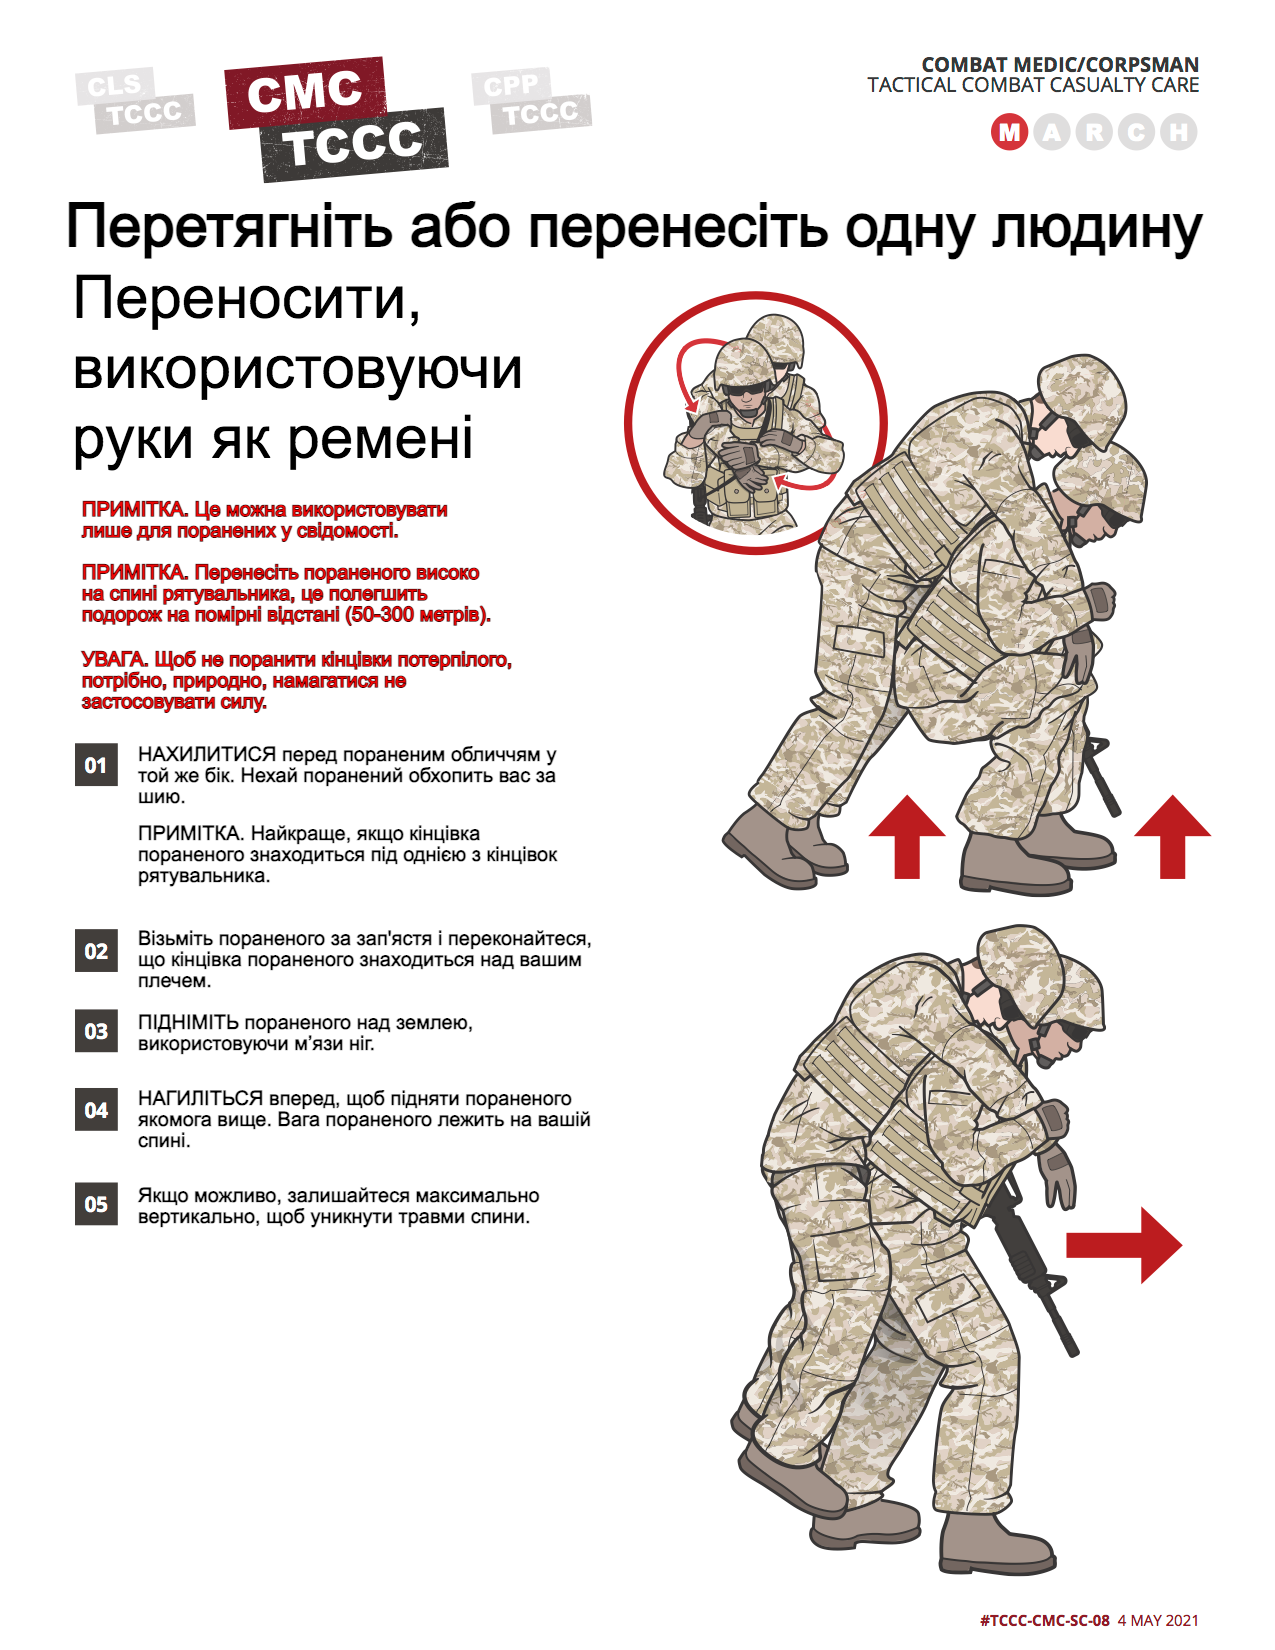 CLS
TCCC
CMC
TCCC
CPP
TCCC
COMBAT MEDIC/CORPSMAN
TACTICAL COMBAT CASUALTY CARE
M A R C H
Перетягніть або перенесіть одну людину
Переносити,
використовуючи
руки як ремені
ПРИМІТКА. Це можна використовувати
лише для поранених у свідомості.
ПРИМІТКА. Перенесіть пораненого високо
на спині рятувальника, це полегшить
подорож на помірні відстані (50-300 метрів).
УВАГА. Щоб не поранити кінцівки потерпілого,
потрібно, природно, намагатися не
застосовувати силу.
01
НАХИЛИТИСЯ перед пораненим обличчям у
той же бік. Нехай поранений обхопить вас за
шию.
ПРИМІТКА. Найкраще, якщо кінцівка
пораненого знаходиться під однією з кінцівок
рятувальника.
02
Візьміть пораненого за зап'ястя і переконайтеся,
що кінцівка пораненого знаходиться над вашим
плечем.
03
ПІДНІМІТЬ пораненого над землею,
використовуючи м’язи ніг.
04
НАГИЛІТЬСЯ вперед, щоб підняти пораненого
якомога вище. Вага пораненого лежить на вашій
спині.
05
Якщо можливо, залишайтеся максимально
вертикально, щоб уникнути травми спини.
#TCCC-CMC-SC-08 4 MAY 2021